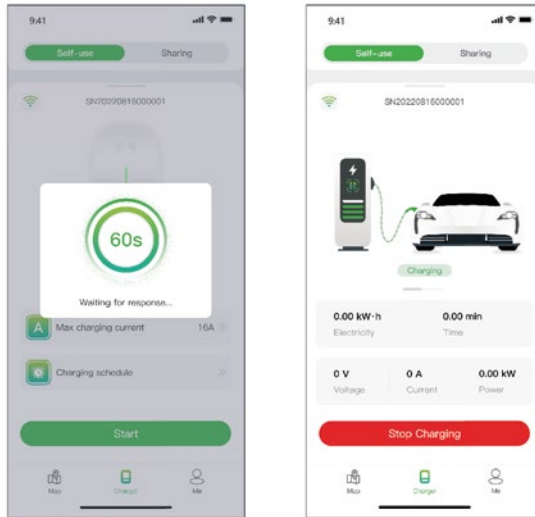 9:41
Self-use Sharing
SN20220816000001
60s
Waiting for response...
A Max charging current 16A
Charging schedule
Start
Map Charger Me
9:41
Self-use Sharing
SN20220816000001
Charging
0.00 kW·h 0.00 min
Electricity Time
0 V 0 A 0.00 kW
Voltage Current Power
Stop Charging
Map Charger Me